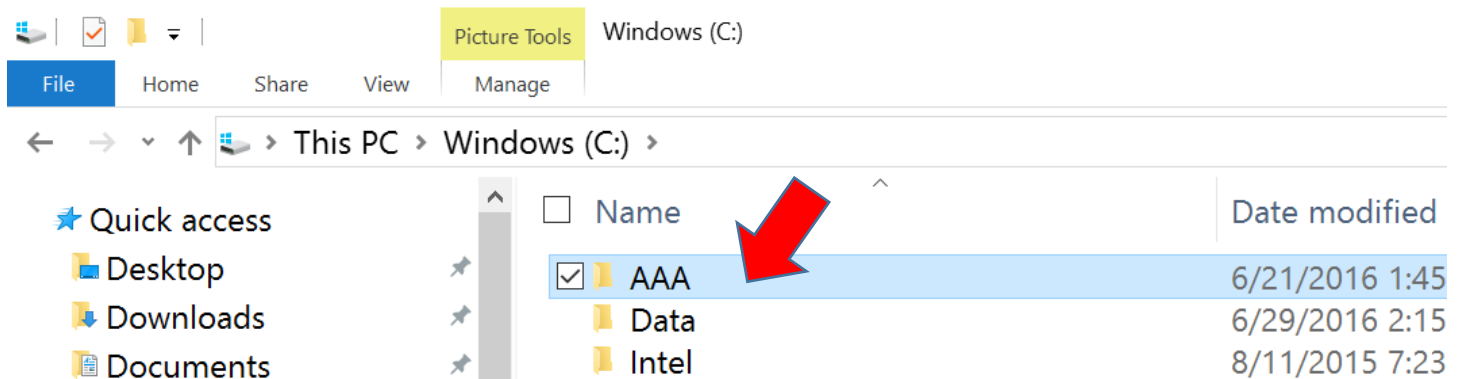 Picture Tools Windows (C:)
File Home Share View Manage
This PC Windows (C:)
Quick access
Desktop
Downloads
Documents
Name Date modified
AAA 6/21/2016 1:45
Data 6/29/2016 2:15
Intel 8/11/2015 7:23